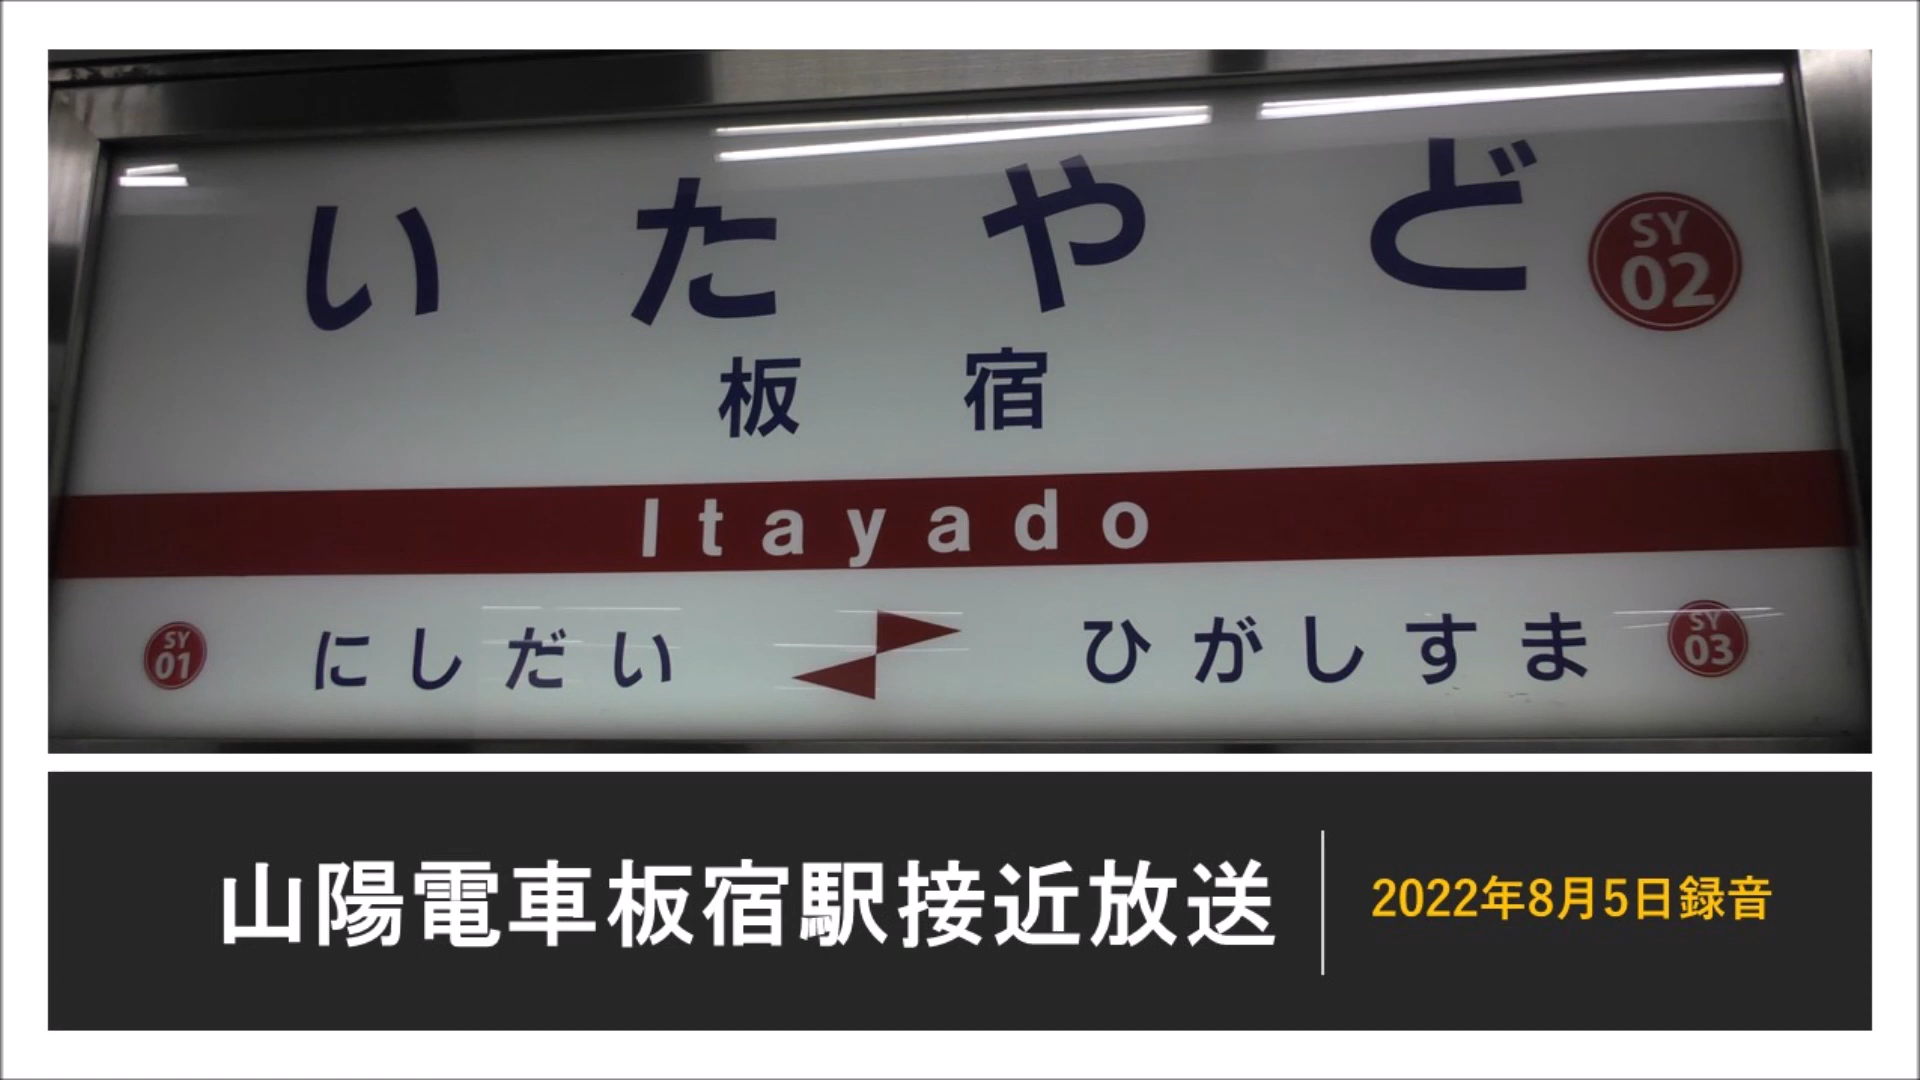 いたやど
SY
02
板宿
Itayado
SY
01
にしだい
ひがしすま
SY
03
山陽電車板宿駅接近放送
2022年8月5日録音